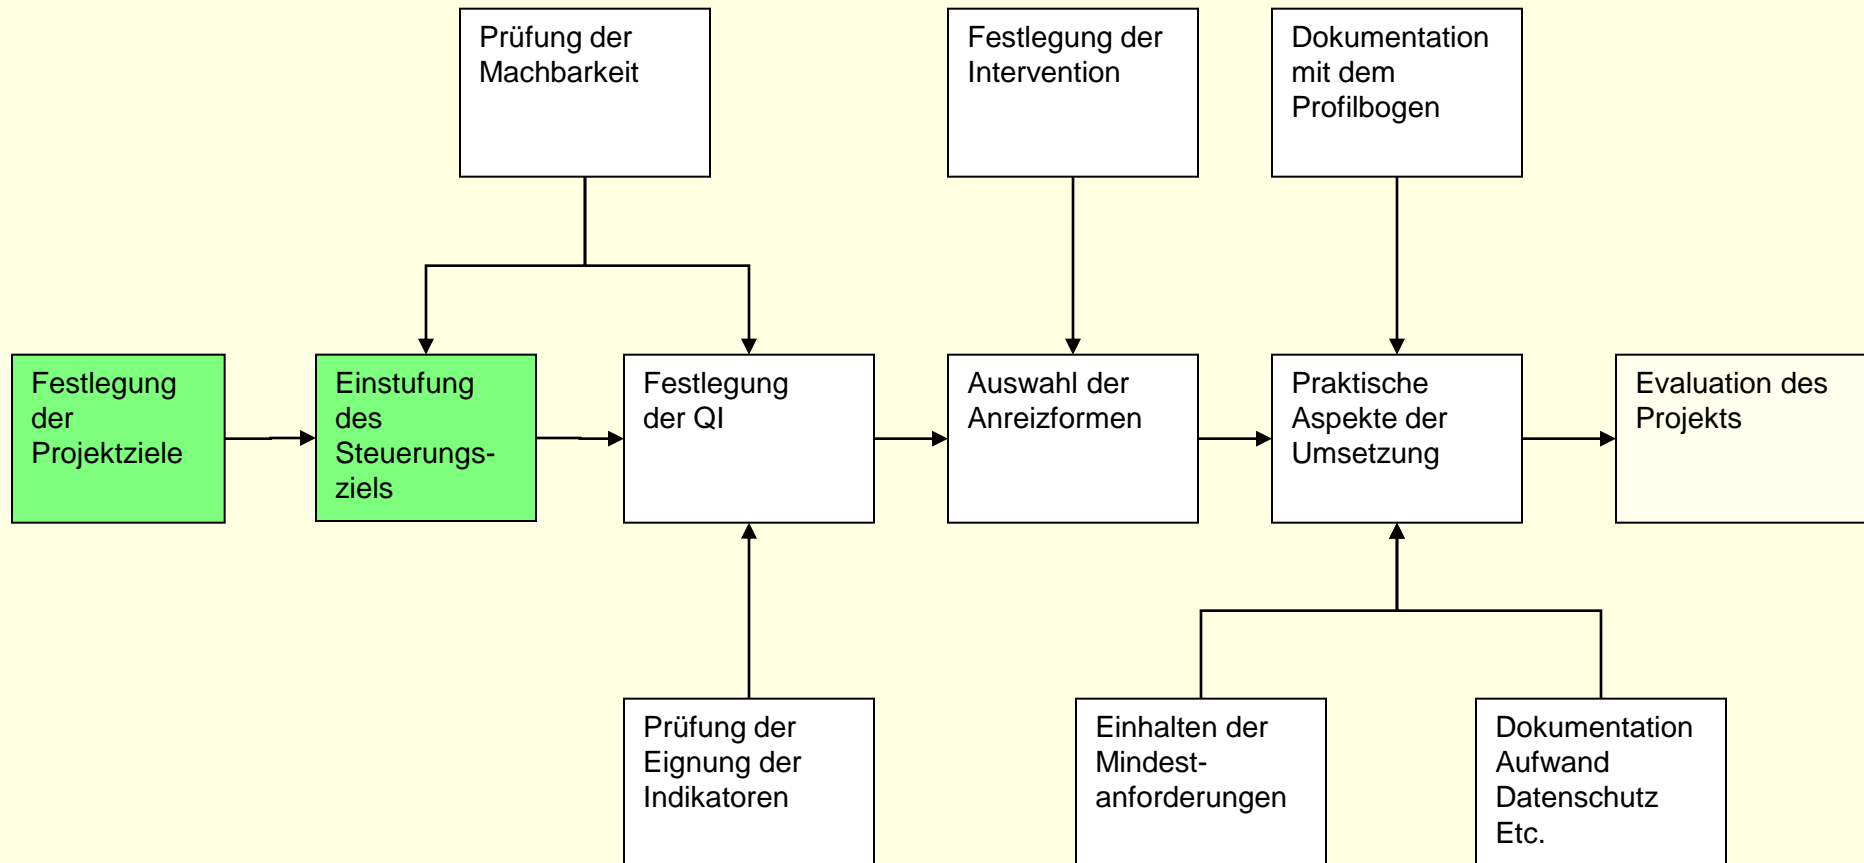 Prüfung der
Machbarkeit
Festlegung der
Intervention
Dokumentation
mit dem
Profilbogen
Festlegung
der
Projektziele
Einstufung
des
Steuerungs-
ziels
Festlegung
der QI
Auswahl der
Anreizformen
Praktische
Aspekte der
Umsetzung
Evaluation des
Projekts
Prüfung der
Eignung der
Indikatoren
Einhalten der
Mindest-
anforderungen
Dokumentation
Aufwand
Datenschutz
Etc.